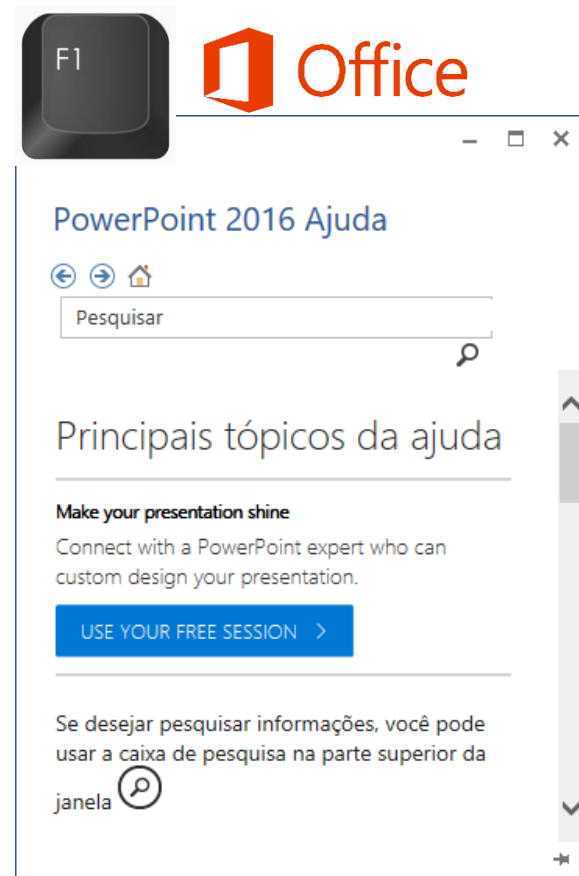 F1
Office
PowerPoint 2016 Ajuda
Pesquisar
Principais tópicos da ajuda
Make your presentation shine
Connect with a PowerPoint expert who can
custom design your presentation.
USE YOUR FREE SESSION
Se desejar pesquisar informações, você pode
usar a caixa de pesquisa na parte superior da
janela